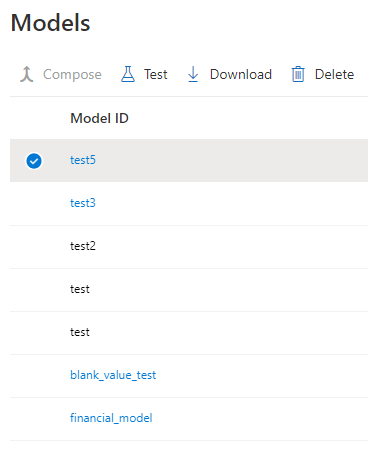 Models
Compose Test Download Delete
Model ID
test5
test3
test2
test
test
blank_value_test
financial_model